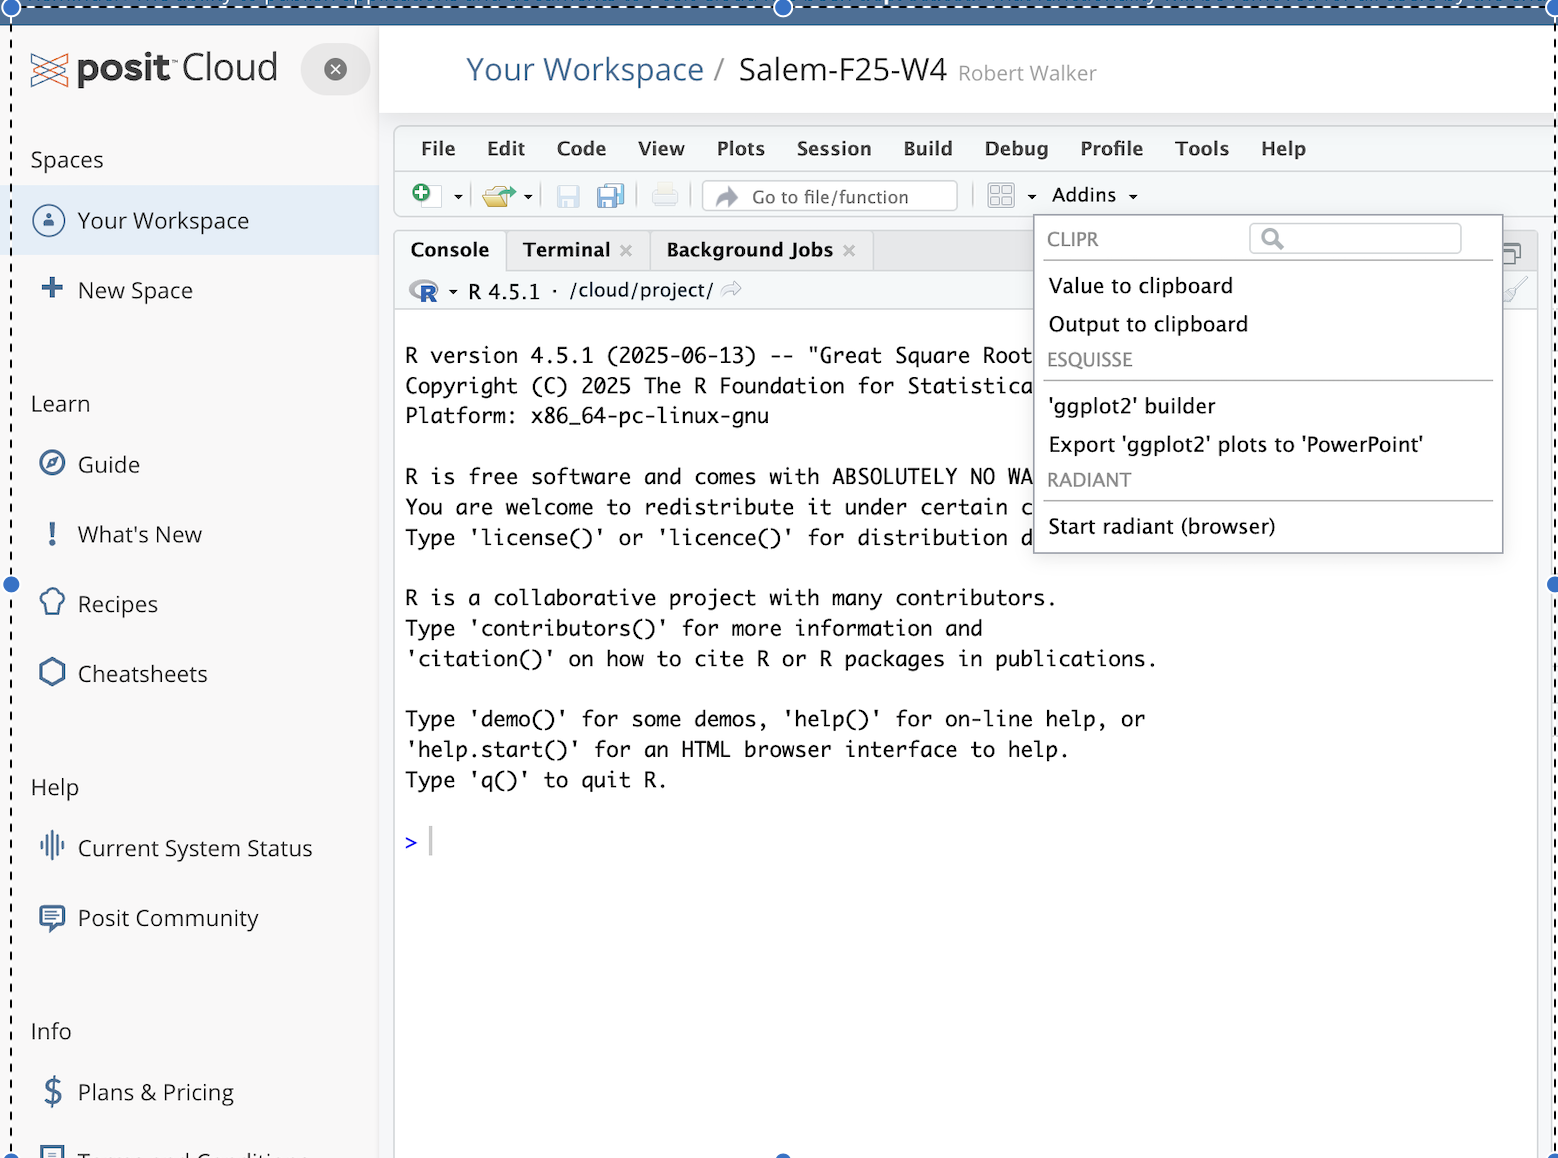 posit™ Cloud
Your Workspace / Salem-F25-W4 Robert Walker
Spaces
Your Workspace
New Space
Learn
Guide
What's New
Recipes
Cheatsheets
Help
Current System Status
Posit Community
Info
Plans & Pricing
File Edit Code View Plots Session Build Debug Profile Tools Help
Go to file/function Addins
Console Terminal Background Jobs
R 4.5.1 · /cloud/project/
CLIPR
Value to clipboard
Output to clipboard
ESQUISSE
'ggplot2' builder
Export 'ggplot2' plots to 'PowerPoint'
RADIANT
Start radiant (browser)
R version 4.5.1 (2025-06-13) -- "Great Square Root
Copyright (C) 2025 The R Foundation for Statistica
Platform: x86_64-pc-linux-gnu
R is free software and comes with ABSOLUTELY NO WA
You are welcome to redistribute it under certain c
Type 'license()' or 'licence()' for distribution d
R is a collaborative project with many contributors.
Type 'contributors()' for more information and
'citation()' on how to cite R or R packages in publications.
Type 'demo()' for some demos, 'help()' for on-line help, or
'help.start()' for an HTML browser interface to help.
Type 'q()' to quit R.
>